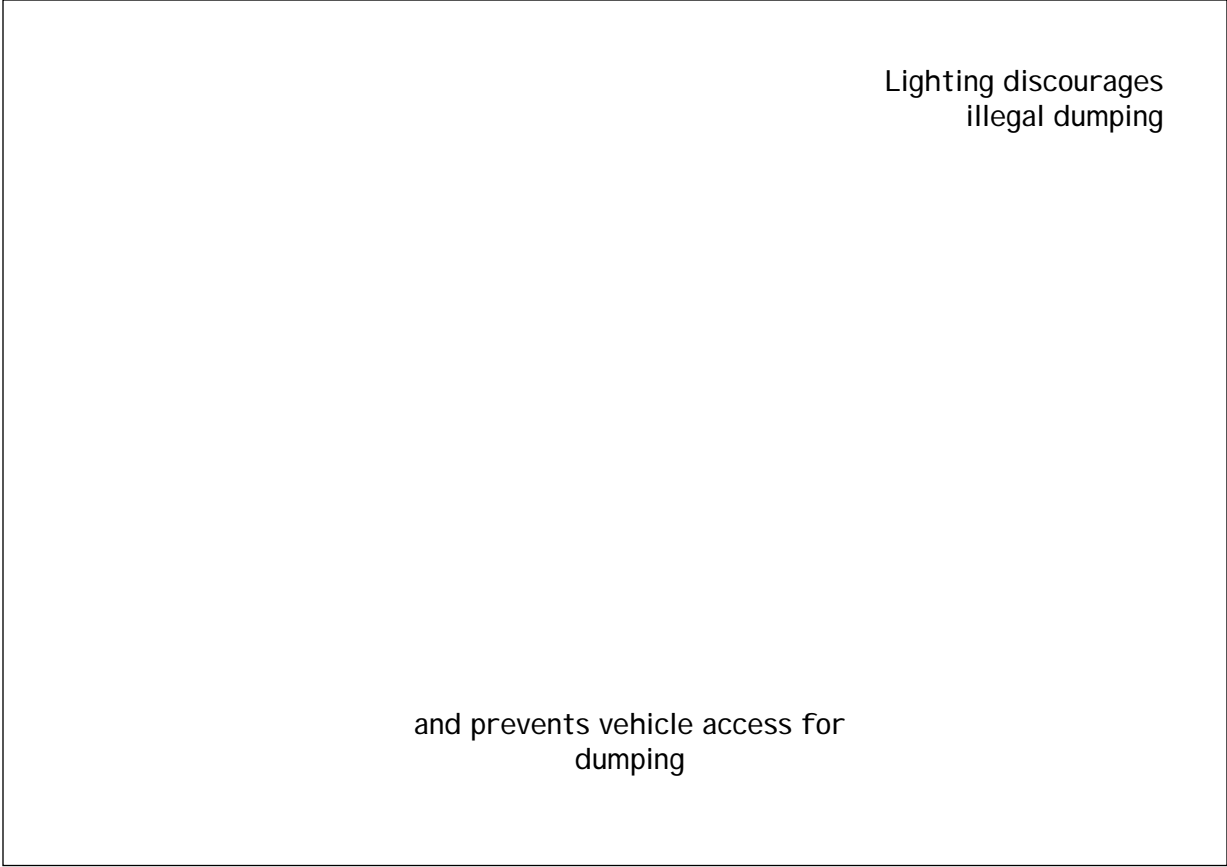 Lighting discourages
illegal dumping
and prevents vehicle access for
dumping